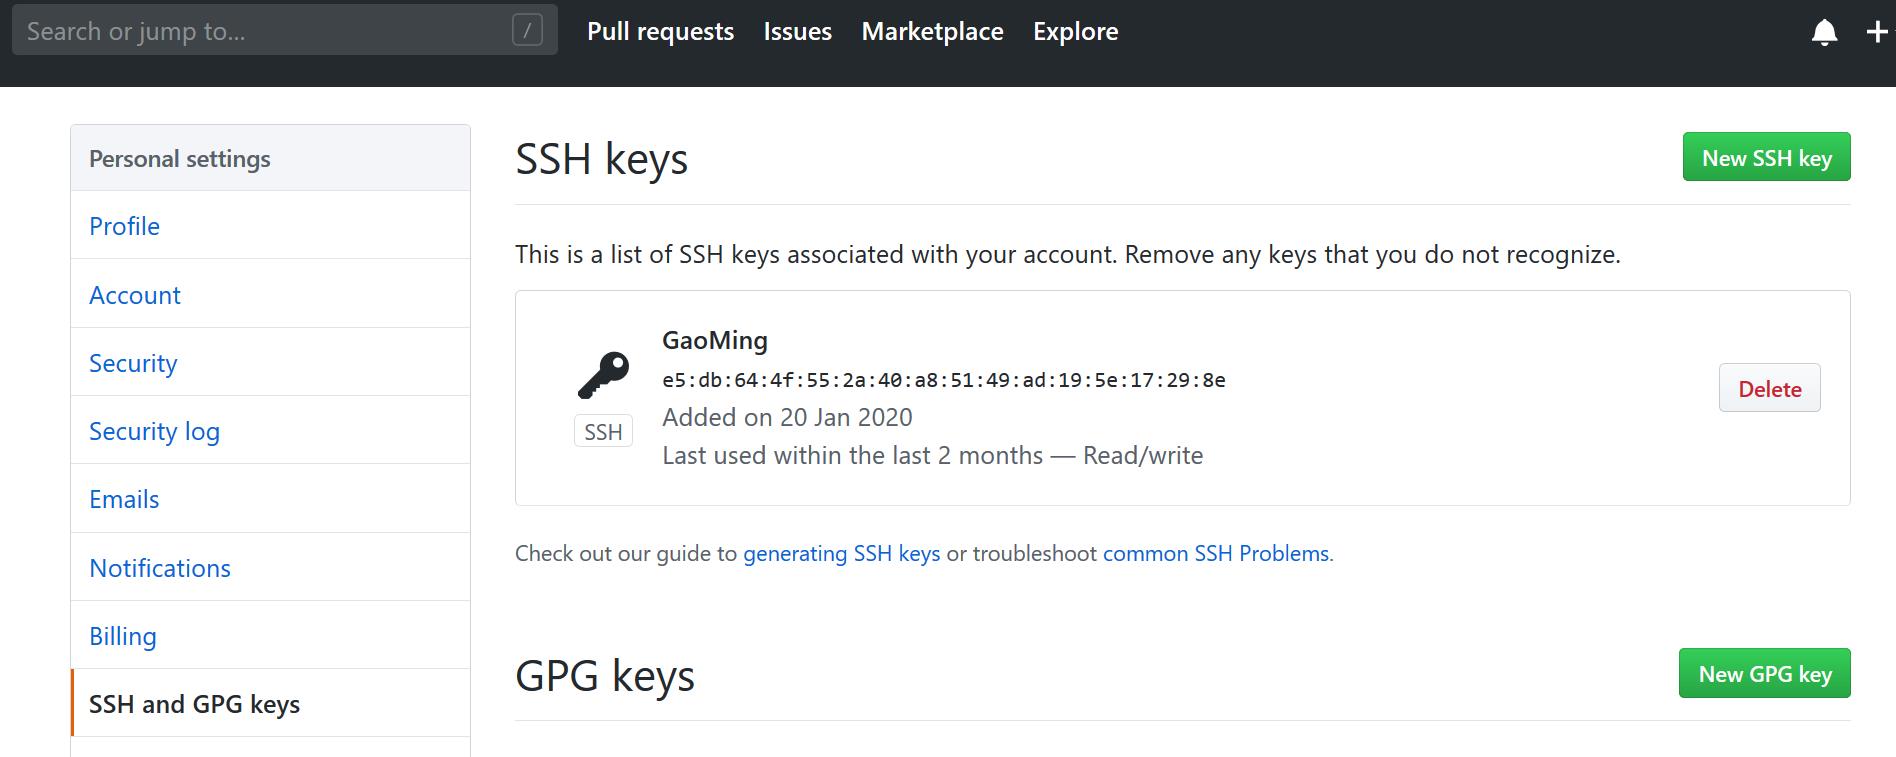 Search or jump to... /
Pull requests Issues Marketplace Explore
Personal settings
Profile
Account
Security
Security log
Emails
Notifications
Billing
SSH and GPG keys
SSH keys
New SSH key
This is a list of SSH keys associated with your account. Remove any keys that you do not recognize.
GaoMing
e5:db:64:4f:55:2a:40:a8:51:49:ad:19:5e:17:29:8e
Added on 20 Jan 2020
Last used within the last 2 months — Read/write
SSH
Delete
Check out our guide to generating SSH keys or troubleshoot common SSH Problems.
GPG keys
New GPG key